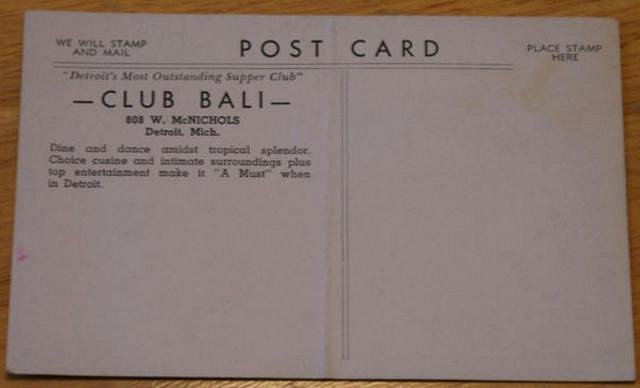 WE WILL STAMP
AND MAIL
POST CARD
PLACE STAMP
HERE
"Detroit's Most Outstanding Supper Club"
—CLUB BALI—
808 W. McNICHOLS
Detroit, Mich.
Dine and dance amidst tropical splendor.
Choice cusine and intimate surroundings plus
top entertainment make it "A Must" when
in Detroit.